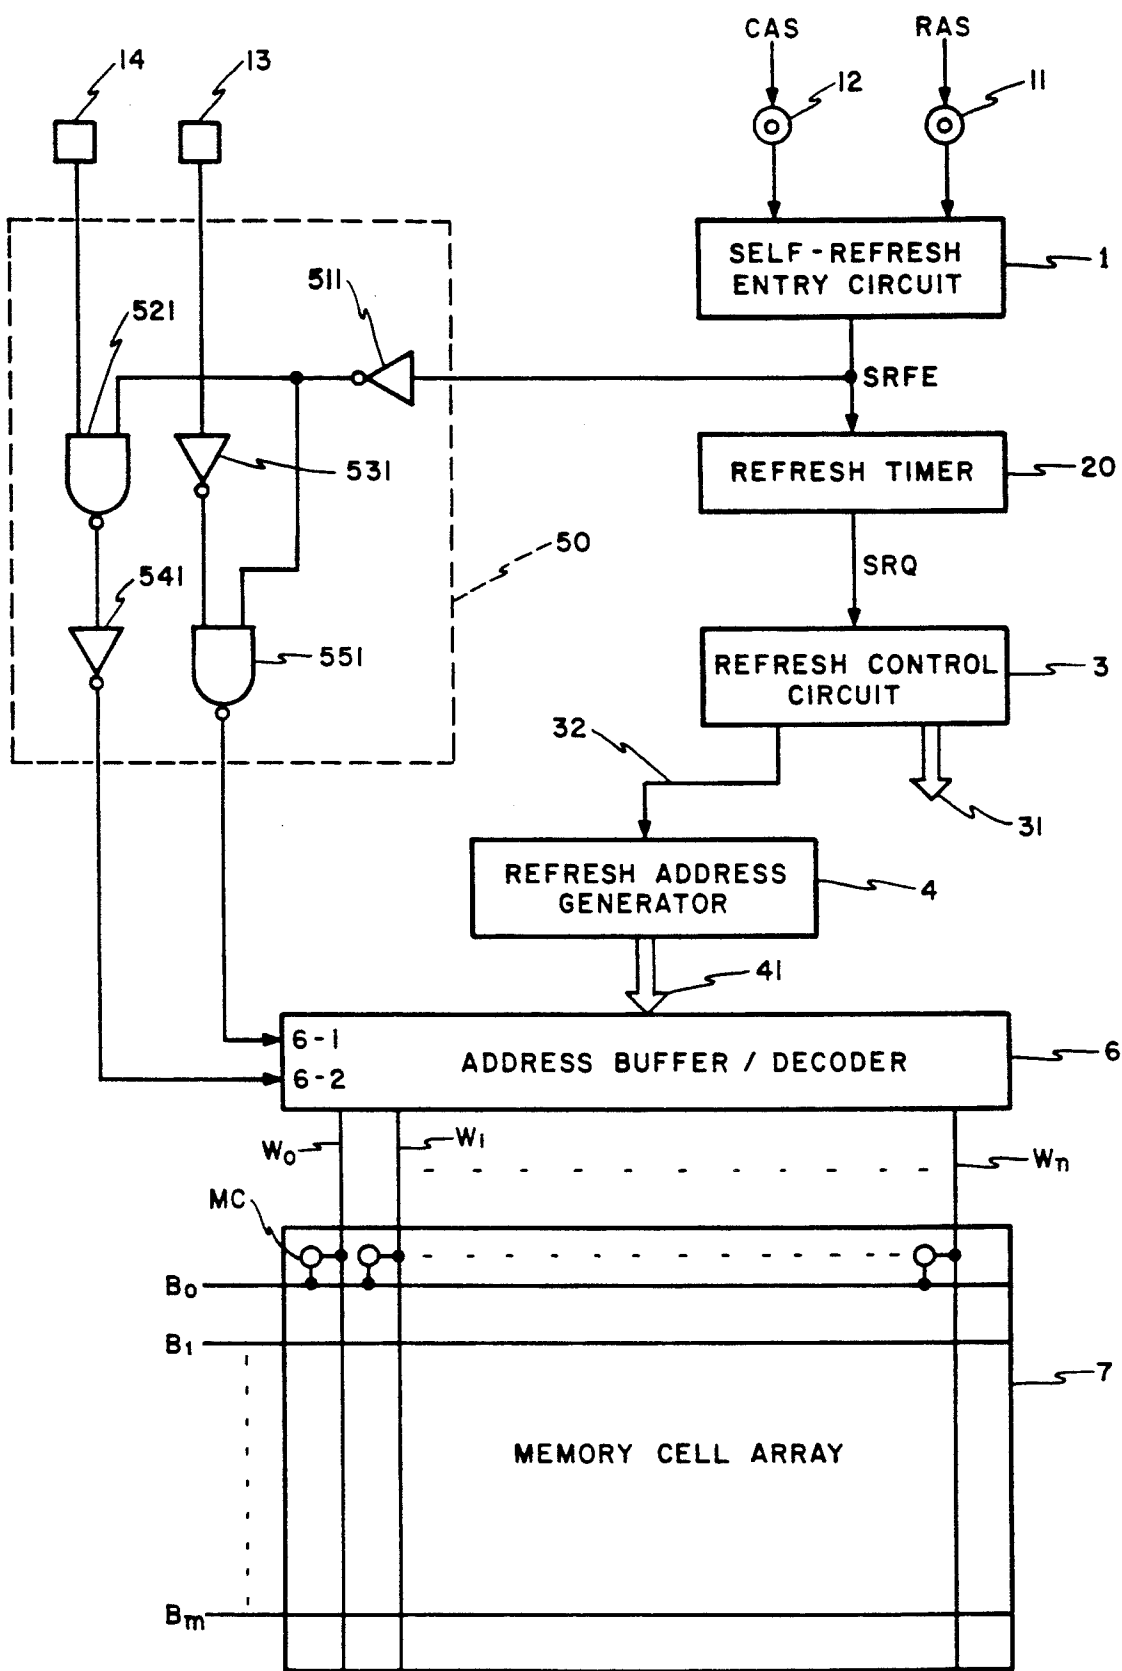 CAS RAS
14 13
12 11
SELF-REFRESH
ENTRY CIRCUIT
1
511
521
SRFE
531
REFRESH TIMER
20
50
SRQ
541
551
REFRESH CONTROL
CIRCUIT
3
32
31
REFRESH ADDRESS
GENERATOR
4
41
6-1
6-2
ADDRESS BUFFER / DECODER
6
W0 W1 Wn
MC
B0
B1
7
MEMORY CELL ARRAY
Bm